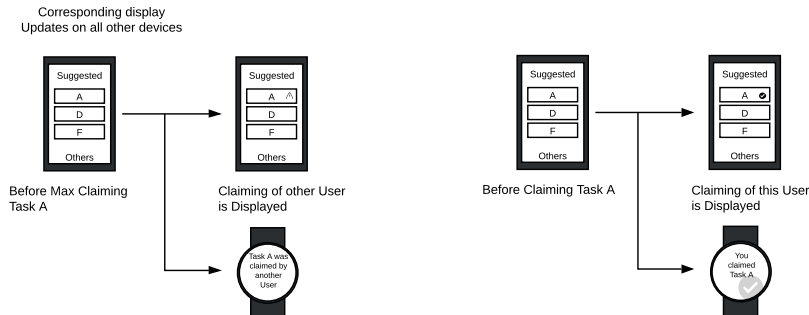 Corresponding display
Updates on all other devices
Suggested
A
D
F
Others
Before Max Claiming
Task A
Suggested
A
D
F
Others
Claiming of other User
is Displayed
Task A was
claimed by
another
User
Suggested
A
D
F
Others
Before Claiming Task A
Suggested
A
D
F
Others
Claiming of this User
is Displayed
You
claimed
Task A